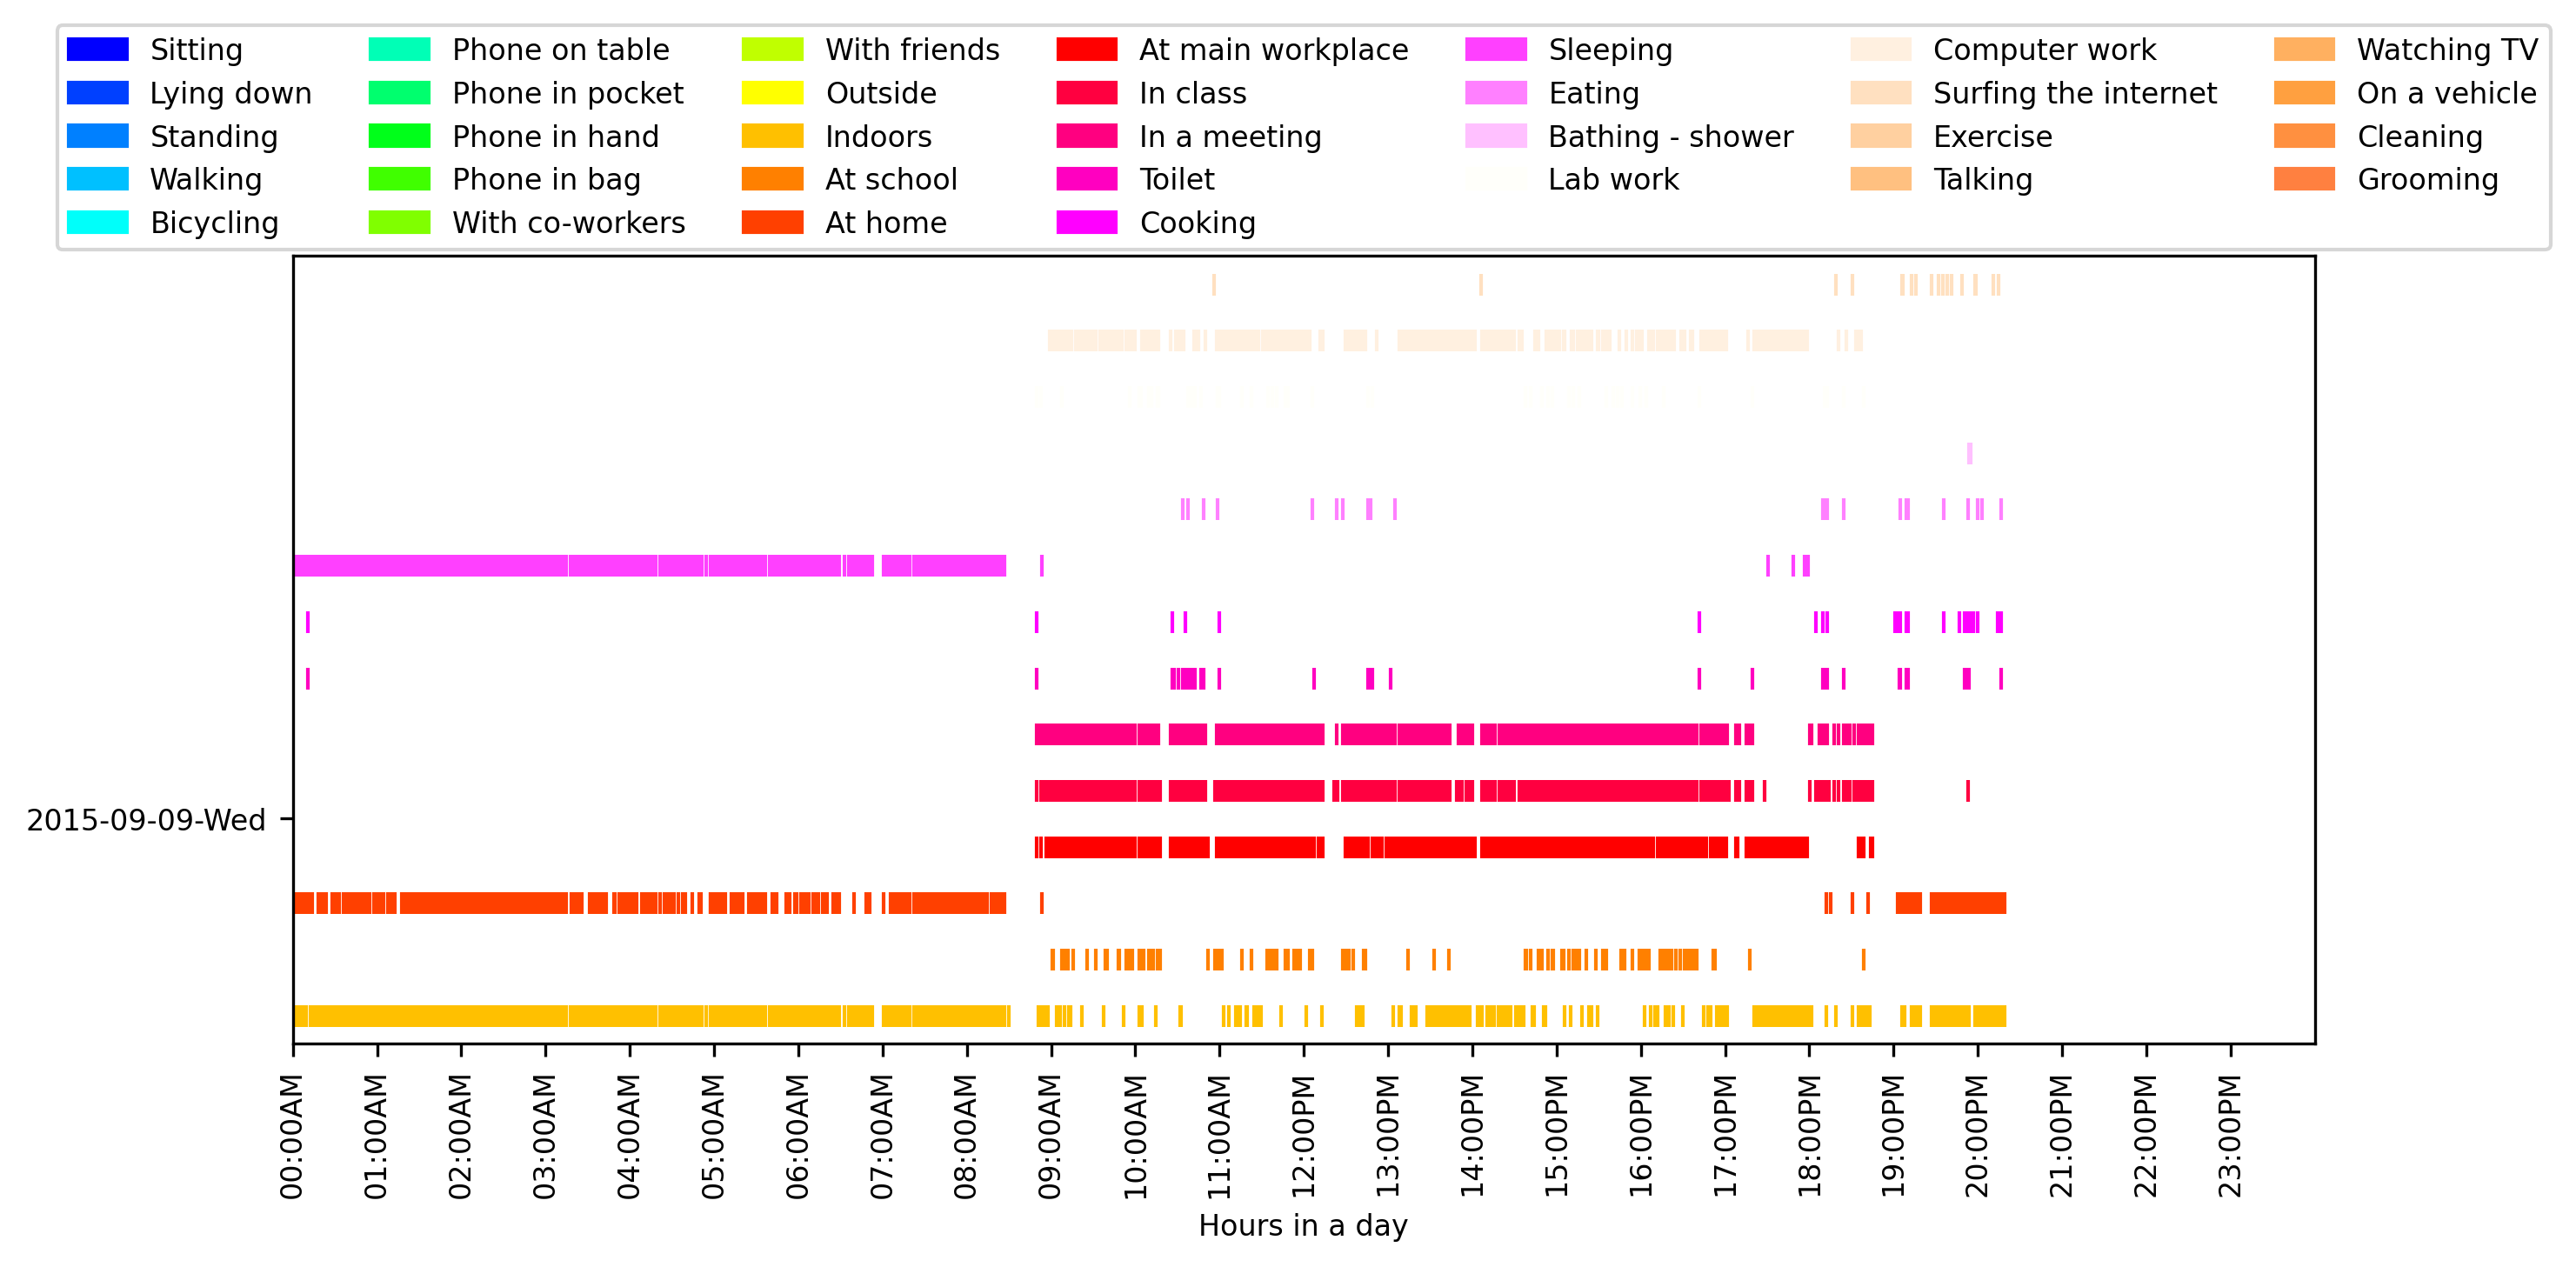 Sitting
Lying down
Standing
Walking
Bicycling
Phone on table
Phone in pocket
Phone in hand
Phone in bag
With co-workers
With friends
Outside
Indoors
At school
At home
At main workplace
In class
In a meeting
Toilet
Cooking
Sleeping
Eating
Bathing - shower
Lab work
Computer work
Surfing the internet
Exercise
Talking
Watching TV
On a vehicle
Cleaning
Grooming
2015-09-09-Wed
00:00AM
01:00AM
02:00AM
03:00AM
04:00AM
05:00AM
06:00AM
07:00AM
08:00AM
09:00AM
10:00AM
11:00AM
12:00PM
13:00PM
14:00PM
15:00PM
16:00PM
17:00PM
18:00PM
19:00PM
20:00PM
21:00PM
22:00PM
23:00PM
Hours in a day